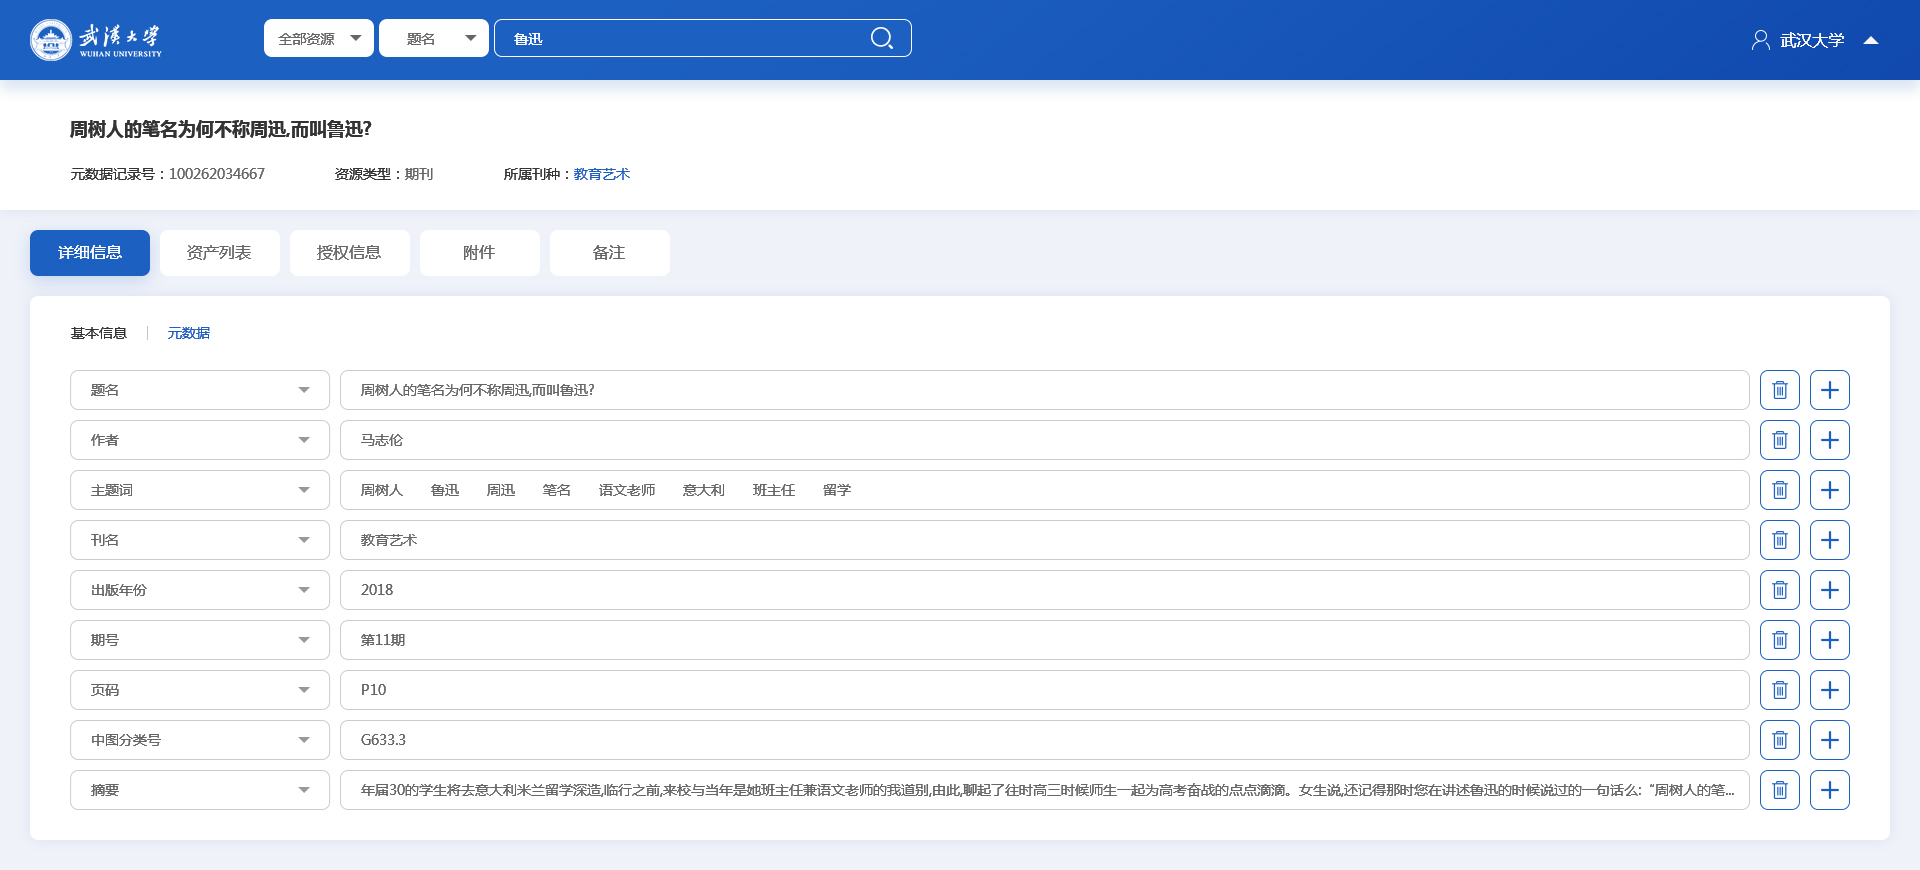 武漢大学 WUHAN UNIVERSITY 全部资源 题名 鲁迅 武汉大学
周树人的笔名为何不称周迅,而叫鲁迅?
元数据记录号：100262034667 资源类型：期刊 所属刊种：教育艺术
详细信息 资产列表 授权信息 附件 备注
基本信息 元数据
题名 周树人的笔名为何不称周迅,而叫鲁迅?
作者 马志伦
主题词 周树人 鲁迅 周迅 笔名 语文老师 意大利 班主任 留学
刊名 教育艺术
出版年份 2018
期号 第11期
页码 P10
中图分类号 G633.3
摘要 年届30的学生将去意大利米兰留学深造,临行之前,来校与当年是她班主任兼语文老师的我道别,由此,聊起了往时高三时候师生一起为高考奋战的点点滴滴。女生说,还记得那时您在讲述鲁迅的时候说过的一句话么："周树人的笔...